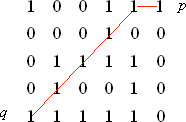 1 0 0 1 1 1 p
0 0 0 1 0 0
0 1 1 1 1 0
0 1 0 0 1 0
q 1 1 1 1 1 0